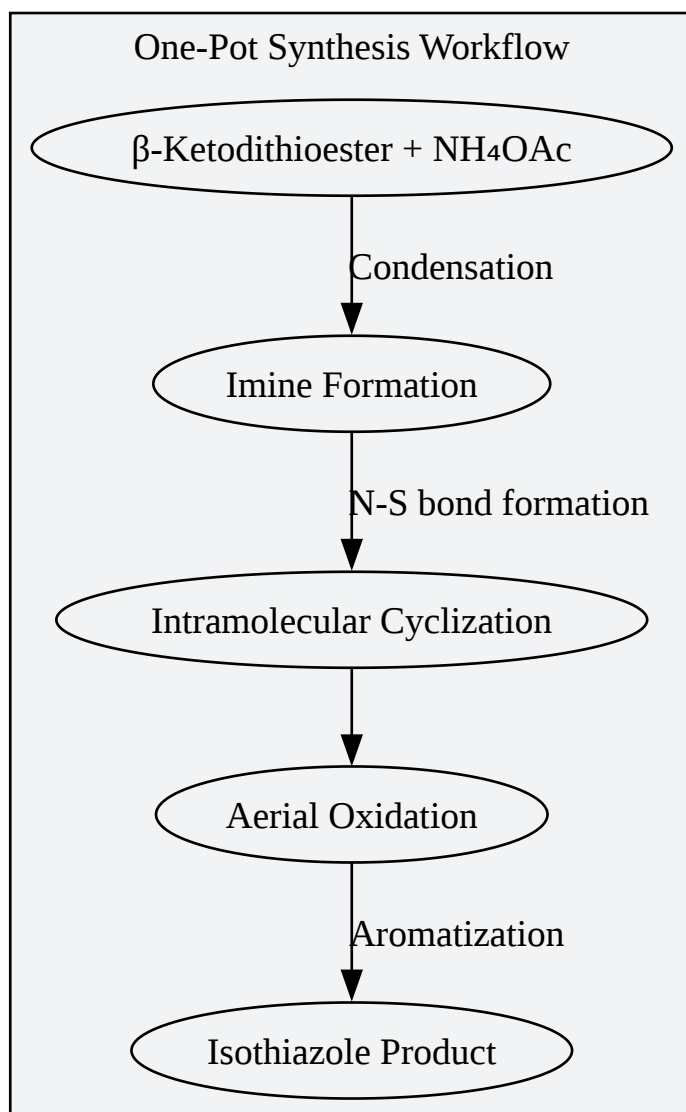 One-Pot Synthesis Workflow
β-Ketodithioester + NH₄OAc
Condensation
Imine Formation
N-S bond formation
Intramolecular Cyclization
Aerial Oxidation
Aromatization
Isothiazole Product